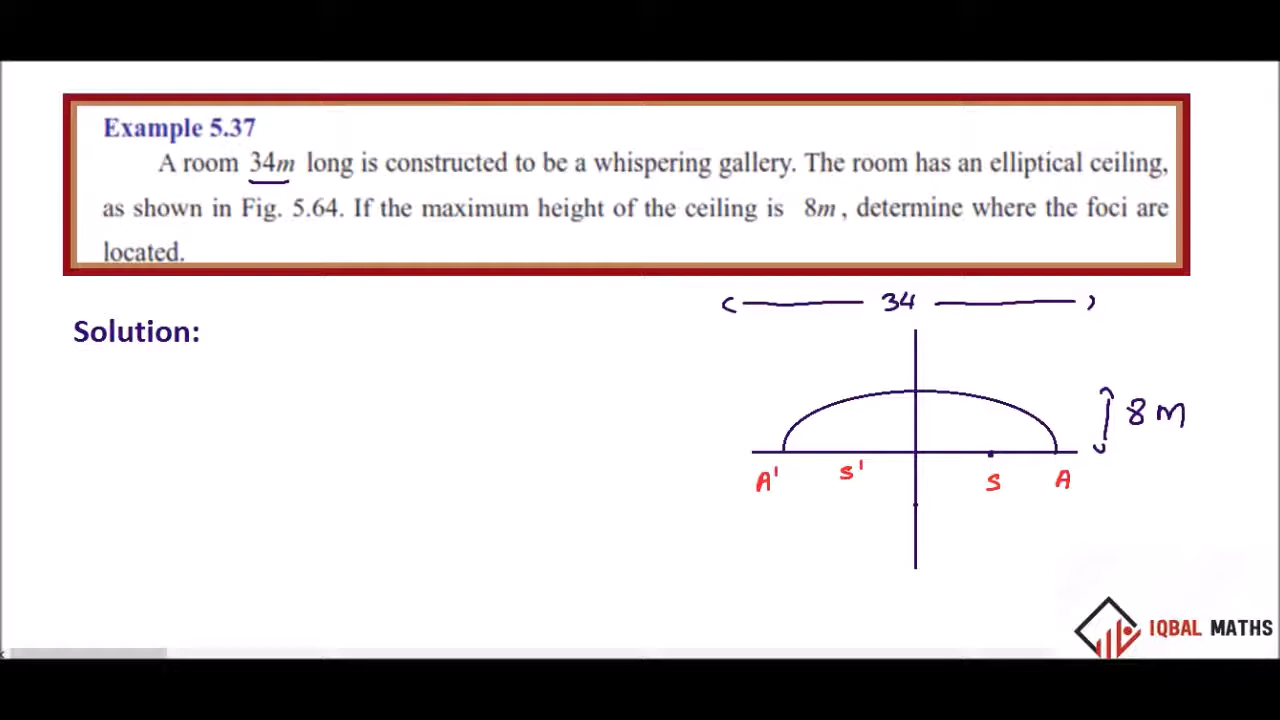 Example 5.37
A room 34m long is constructed to be a whispering gallery. The room has an elliptical ceiling,
as shown in Fig. 5.64. If the maximum height of the ceiling is 8m, determine where the foci are
located.
34
Solution:
8 m
A' S' S A
IQBAL MATHS